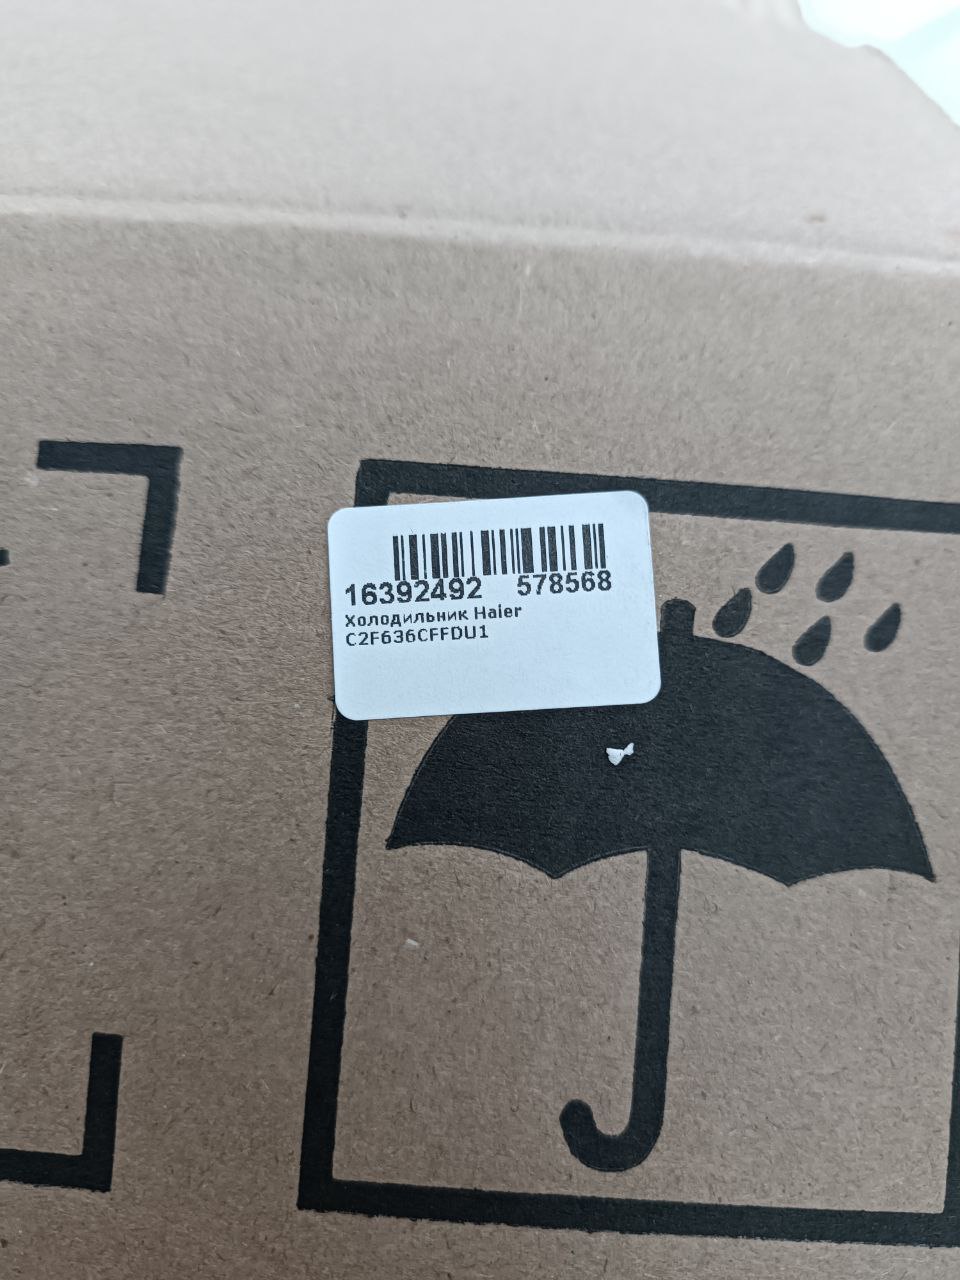 16392492 578568
Холодильник Haier
C2F636CFFDU1